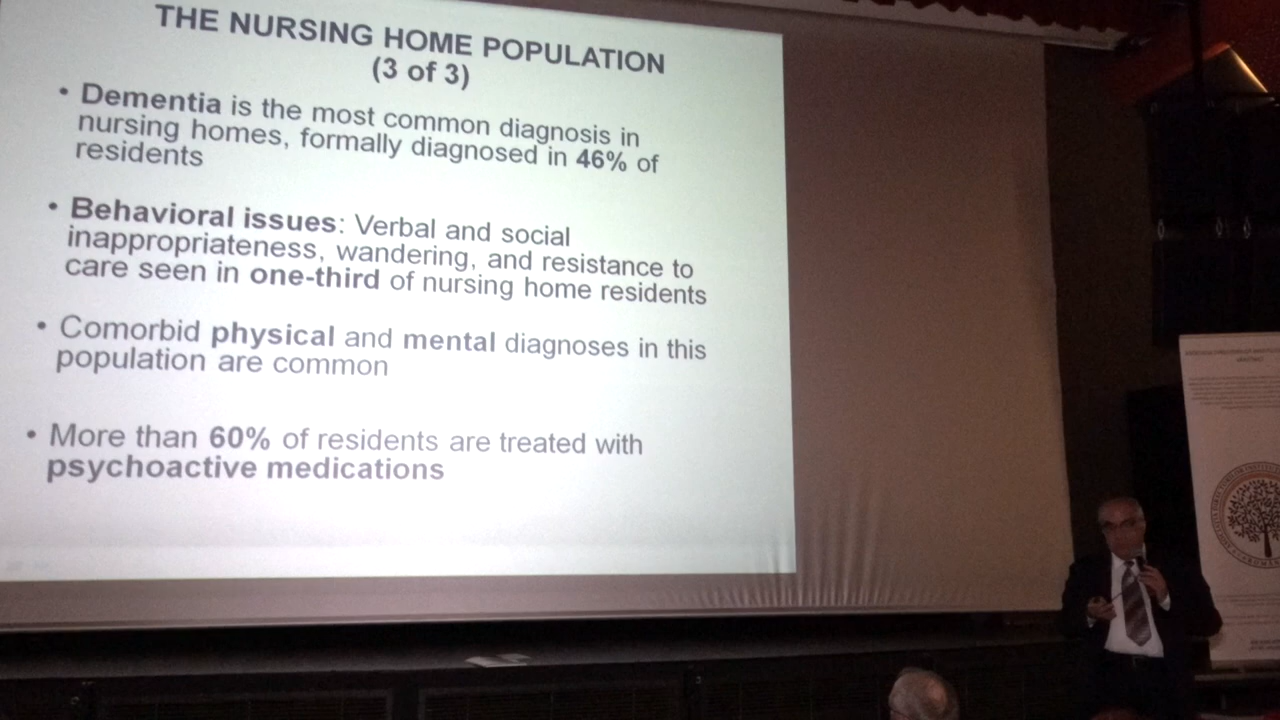 THE NURSING HOME POPULATION
(3 of 3)
• Dementia is the most common diagnosis in
nursing homes, formally diagnosed in 46% of
residents
• Behavioral issues: Verbal and social
inappropriateness, wandering, and resistance to
care seen in one-third of nursing home residents
• Comorbid physical and mental diagnoses in this
population are common
• More than 60% of residents are treated with
psychoactive medications